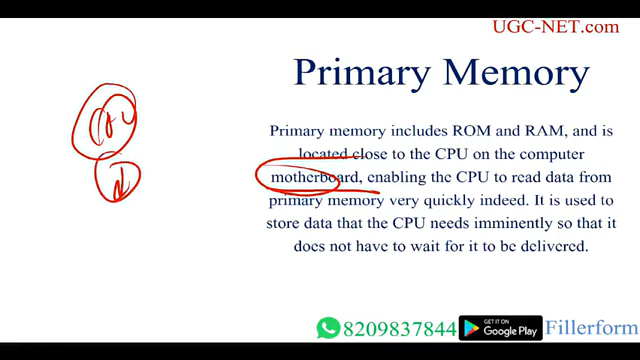 UGC-NET.com
Primary Memory
Primary memory includes ROM and RAM, and is
located close to the CPU on the computer
motherboard, enabling the CPU to read data from
primary memory very quickly indeed. It is used to
store data that the CPU needs imminently so that it
does not have to wait for it to be delivered.
8209837844 GET IT ON Google Play Fillerform